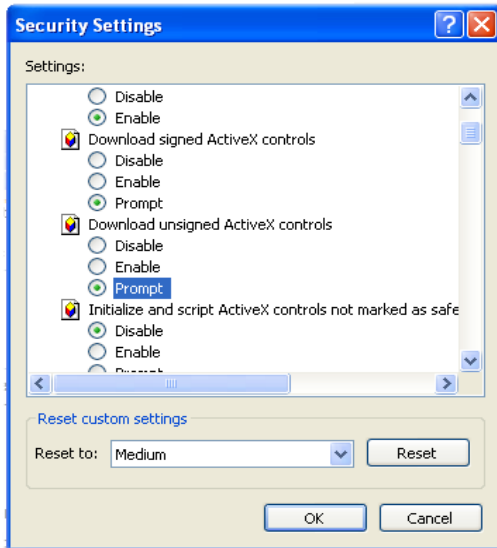 Security Settings
Settings:
Disable
Enable
Download signed ActiveX controls
Disable
Enable
Prompt
Download unsigned ActiveX controls
Disable
Enable
Prompt
Initialize and script ActiveX controls not marked as safe
Disable
Enable
Prompt
Reset custom settings
Reset to: Medium Reset
OK Cancel